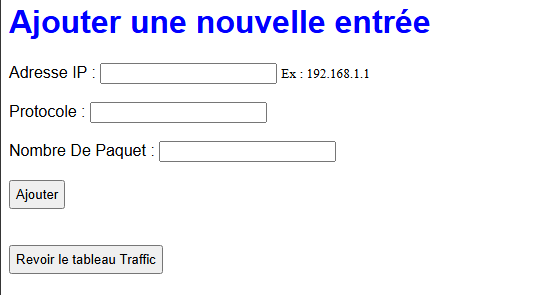 Ajouter une nouvelle entrée
Adresse IP : Ex : 192.168.1.1
Protocole :
Nombre De Paquet :
Ajouter
Revoir le tableau Traffic